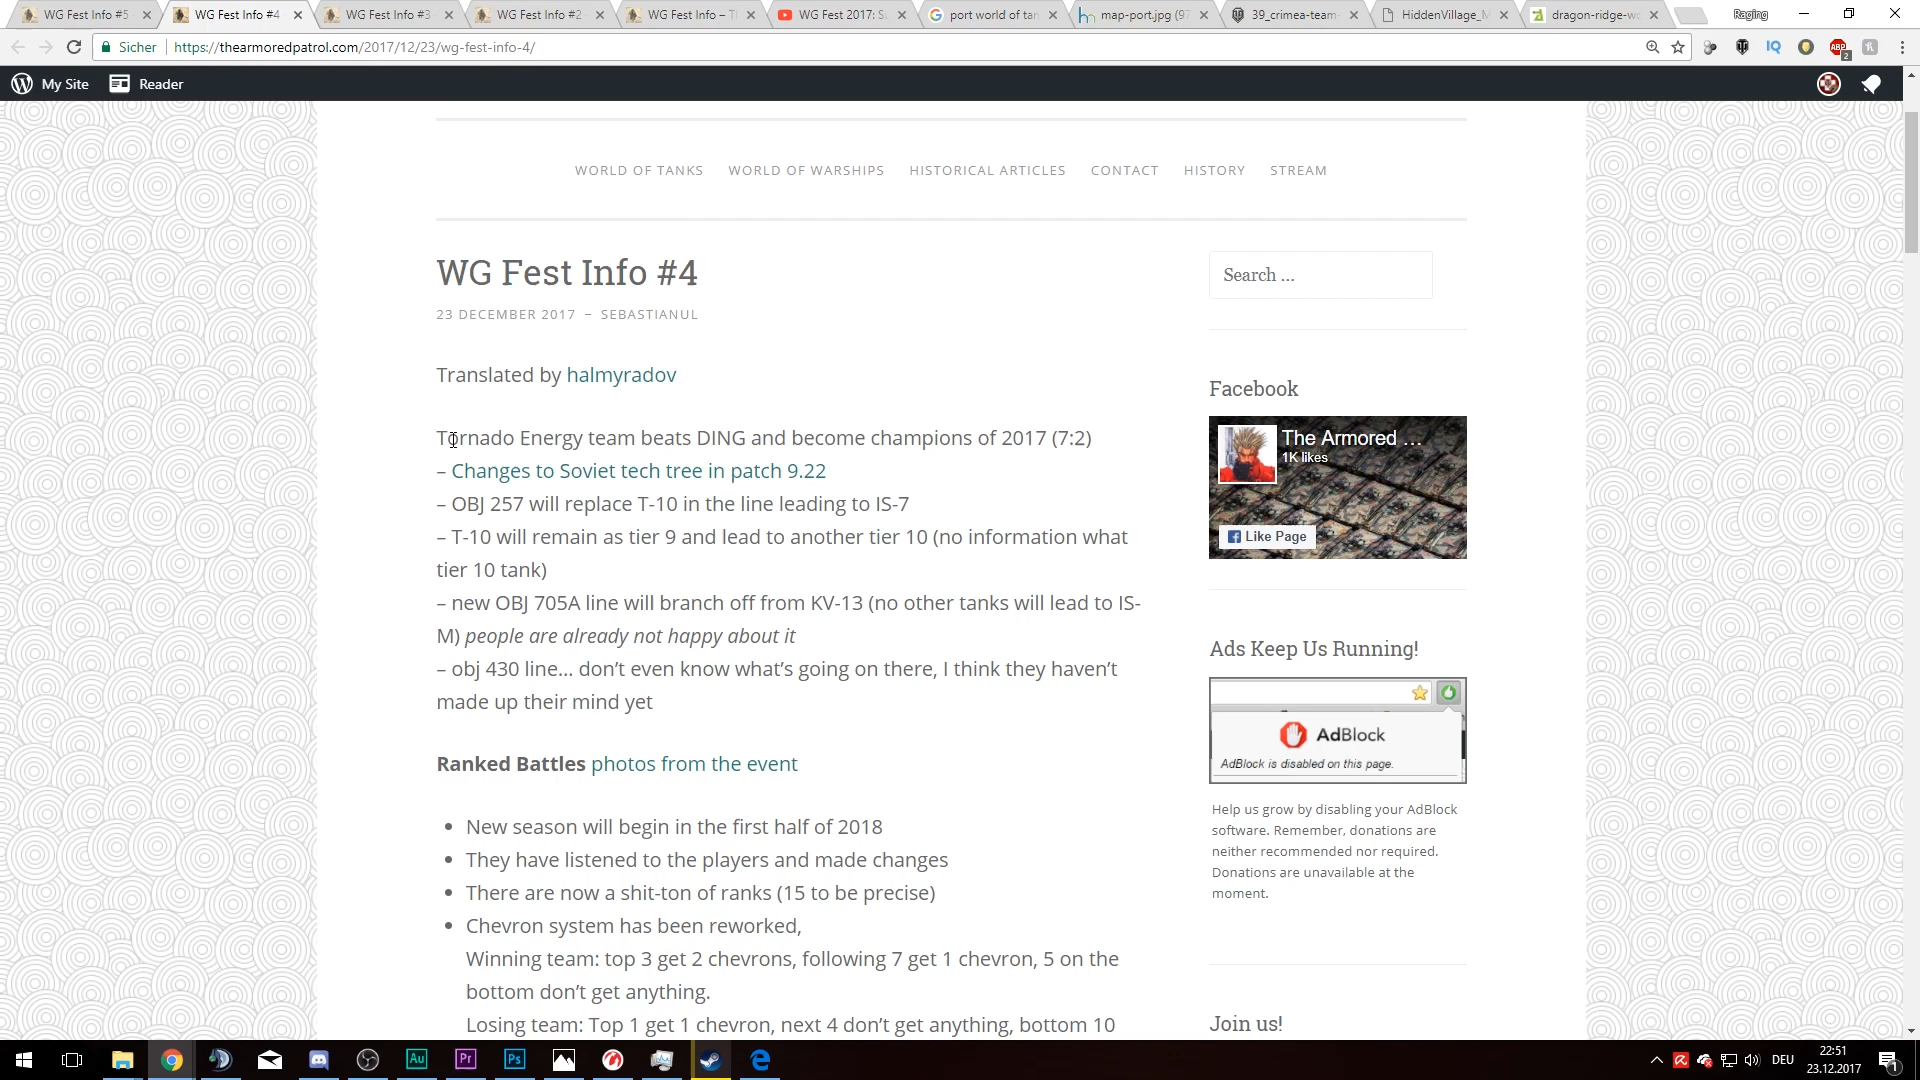 WG Fest Info #5
WG Fest Info #4
WG Fest Info #3
WG Fest Info #2
WG Fest Info – T
WG Fest 2017: Su
port world of tan
map-port.jpg (97
39_crimea-team-
HiddenVillage_M
dragon-ridge-wo
Raging
Sicher
https://thearmoredpatrol.com/2017/12/23/wg-fest-info-4/
IQ
ABP
2
My Site
Reader
WORLD OF TANKS WORLD OF WARSHIPS HISTORICAL ARTICLES CONTACT HISTORY STREAM
WG Fest Info #4
23 DECEMBER 2017 – SEBASTIANUL
Translated by halmyradov
Tornado Energy team beats DING and become champions of 2017 (7:2)
– Changes to Soviet tech tree in patch 9.22
– OBJ 257 will replace T-10 in the line leading to IS-7
– T-10 will remain as tier 9 and lead to another tier 10 (no information what
tier 10 tank)
– new OBJ 705A line will branch off from KV-13 (no other tanks will lead to IS-
M) people are already not happy about it
– obj 430 line… don’t even know what’s going on there, I think they haven’t
made up their mind yet
Ranked Battles photos from the event
• New season will begin in the first half of 2018
• They have listened to the players and made changes
• There are now a shit-ton of ranks (15 to be precise)
• Chevron system has been reworked,
Winning team: top 3 get 2 chevrons, following 7 get 1 chevron, 5 on the
bottom don’t get anything.
Losing team: Top 1 get 1 chevron, next 4 don’t get anything, bottom 10
Search …
Facebook
The Armored …
1K likes
Like Page
Ads Keep Us Running!
AdBlock
AdBlock is disabled on this page.
Help us grow by disabling your AdBlock
software. Remember, donations are
neither recommended nor required.
Donations are unavailable at the
moment.
Join us!
Au
Pr
Ps
DEU
22:51
23.12.2017
1